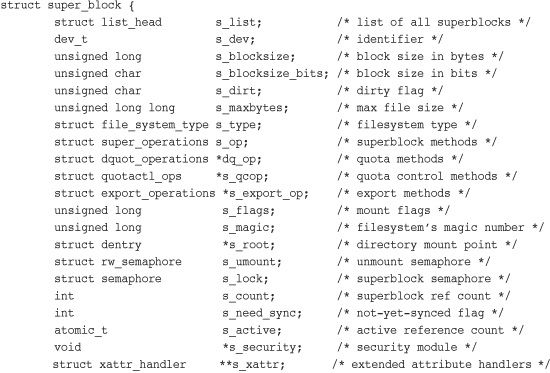 struct super_block {
struct list_head s_list; /* list of all superblocks */
dev_t s_dev; /* identifier */
unsigned long s_blocksize; /* block size in bytes */
unsigned char s_blocksize_bits; /* block size in bits */
unsigned char s_dirt; /* dirty flag */
unsigned long long s_maxbytes; /* max file size */
struct file_system_type s_type; /* filesystem type */
struct super_operations s_op; /* superblock methods */
struct dquot_operations *dq_op; /* quota methods */
struct quotactl_ops *s_qcop; /* quota control methods */
struct export_operations *s_export_op; /* export methods */
unsigned long s_flags; /* mount flags */
unsigned long s_magic; /* filesystem's magic number */
struct dentry *s_root; /* directory mount point */
struct rw_semaphore s_umount; /* unmount semaphore */
struct semaphore s_lock; /* superblock semaphore */
int s_count; /* superblock ref count */
int s_need_sync; /* not-yet-synced flag */
atomic_t s_active; /* active reference count */
void *s_security; /* security module */
struct xattr_handler **s_xattr; /* extended attribute handlers */